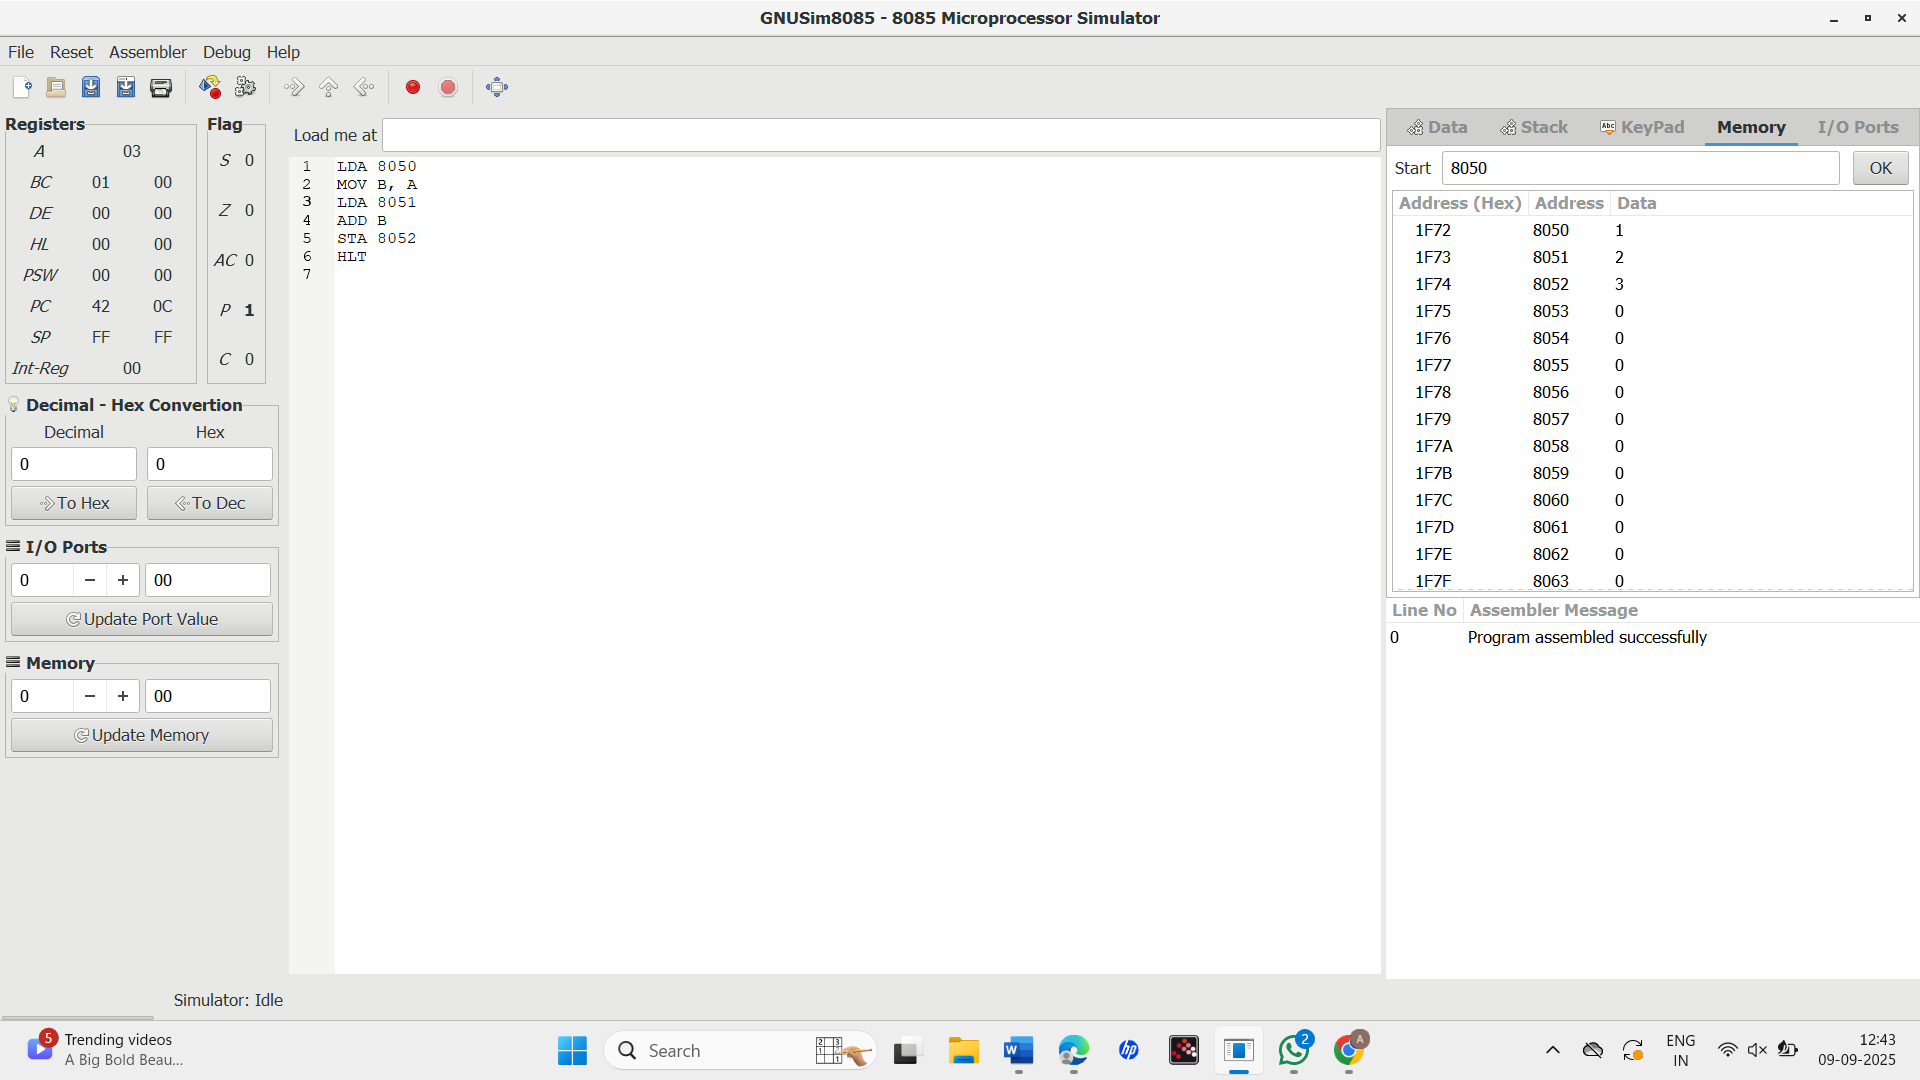 GNUSim8085 - 8085 Microprocessor Simulator
File Reset Assembler Debug Help
Registers
A 03
BC 01 00
DE 00 00
HL 00 00
PSW 00 00
PC 42 0C
SP FF FF
Int-Reg 00
Flag
S 0
Z 0
AC 0
P 1
C 0
Decimal - Hex Convertion
Decimal Hex
0 0
To Hex To Dec
I/O Ports
0 − + 00
Update Port Value
Memory
0 − + 00
Update Memory
Load me at
1 LDA 8050
2 MOV B, A
3 LDA 8051
4 ADD B
5 STA 8052
6 HLT
7
Data Stack Abc KeyPad Memory I/O Ports
Start 8050 OK
Address (Hex) Address Data
1F72 8050 1
1F73 8051 2
1F74 8052 3
1F75 8053 0
1F76 8054 0
1F77 8055 0
1F78 8056 0
1F79 8057 0
1F7A 8058 0
1F7B 8059 0
1F7C 8060 0
1F7D 8061 0
1F7E 8062 0
1F7F 8063 0
Line No Assembler Message
0 Program assembled successfully
Simulator: Idle
5 Trending videos
A Big Bold Beau...
Search
W
hp
2
A
ENG
IN
12:43
09-09-2025